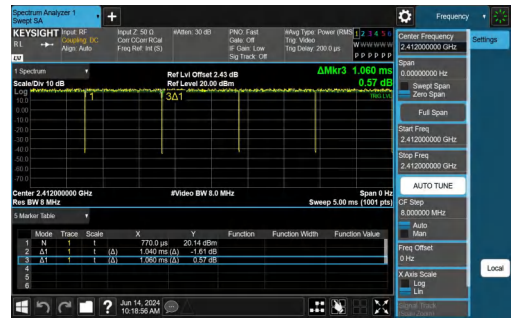 Spectrum Analyzer 1
Swept SA
Frequency
Settings
KEYSIGHT
RL
LV
Input: RF
Coupling: DC
Align: Auto
Input Z: 50 Ω
Corr CCorr RCal
Freq Ref: Int (S)
#Atten: 30 dB
PNO: Fast
Gate: Off
IF Gain: Low
Sig Track: Off
#Avg Type: Power (RMS
Trig: Video
Trig Delay: 200.0 µs
1 2 3 4 5 6
W W W W W W
P P P P P P
1 Spectrum
Scale/Div 10 dB
Ref Lvl Offset 2.43 dB
Ref Level 20.00 dBm
ΔMkr3 1.060 ms
0.57 dB
Log
1
3Δ1
TRIG LVL
10.0
0.00
-10.0
-20.0
-30.0
-40.0
-50.0
-60.0
Center 2.412000000 GHz
Res BW 8 MHz
#Video BW 8.0 MHz
Span 0 Hz
Sweep 5.00 ms (1001 pts)
5 Marker Table
Mode Trace Scale X Y Function Function Width Function Value
1 N 1 t 770.0 µs 20.14 dBm
2 Δ1 1 t (Δ) 1.040 ms (Δ) -1.61 dB
3 Δ1 1 t (Δ) 1.060 ms (Δ) 0.57 dB
4
5
6
Jun 14, 2024
10:18:56 AM
Center Frequency
2.412000000 GHz
Span
0.00000000 Hz
Swept Span
Zero Span
Full Span
Start Freq
2.412000000 GHz
Stop Freq
2.412000000 GHz
AUTO TUNE
CF Step
8.000000 MHz
Auto
Man
Freq Offset
0 Hz
X Axis Scale
Log
Lin
Signal Track
Local